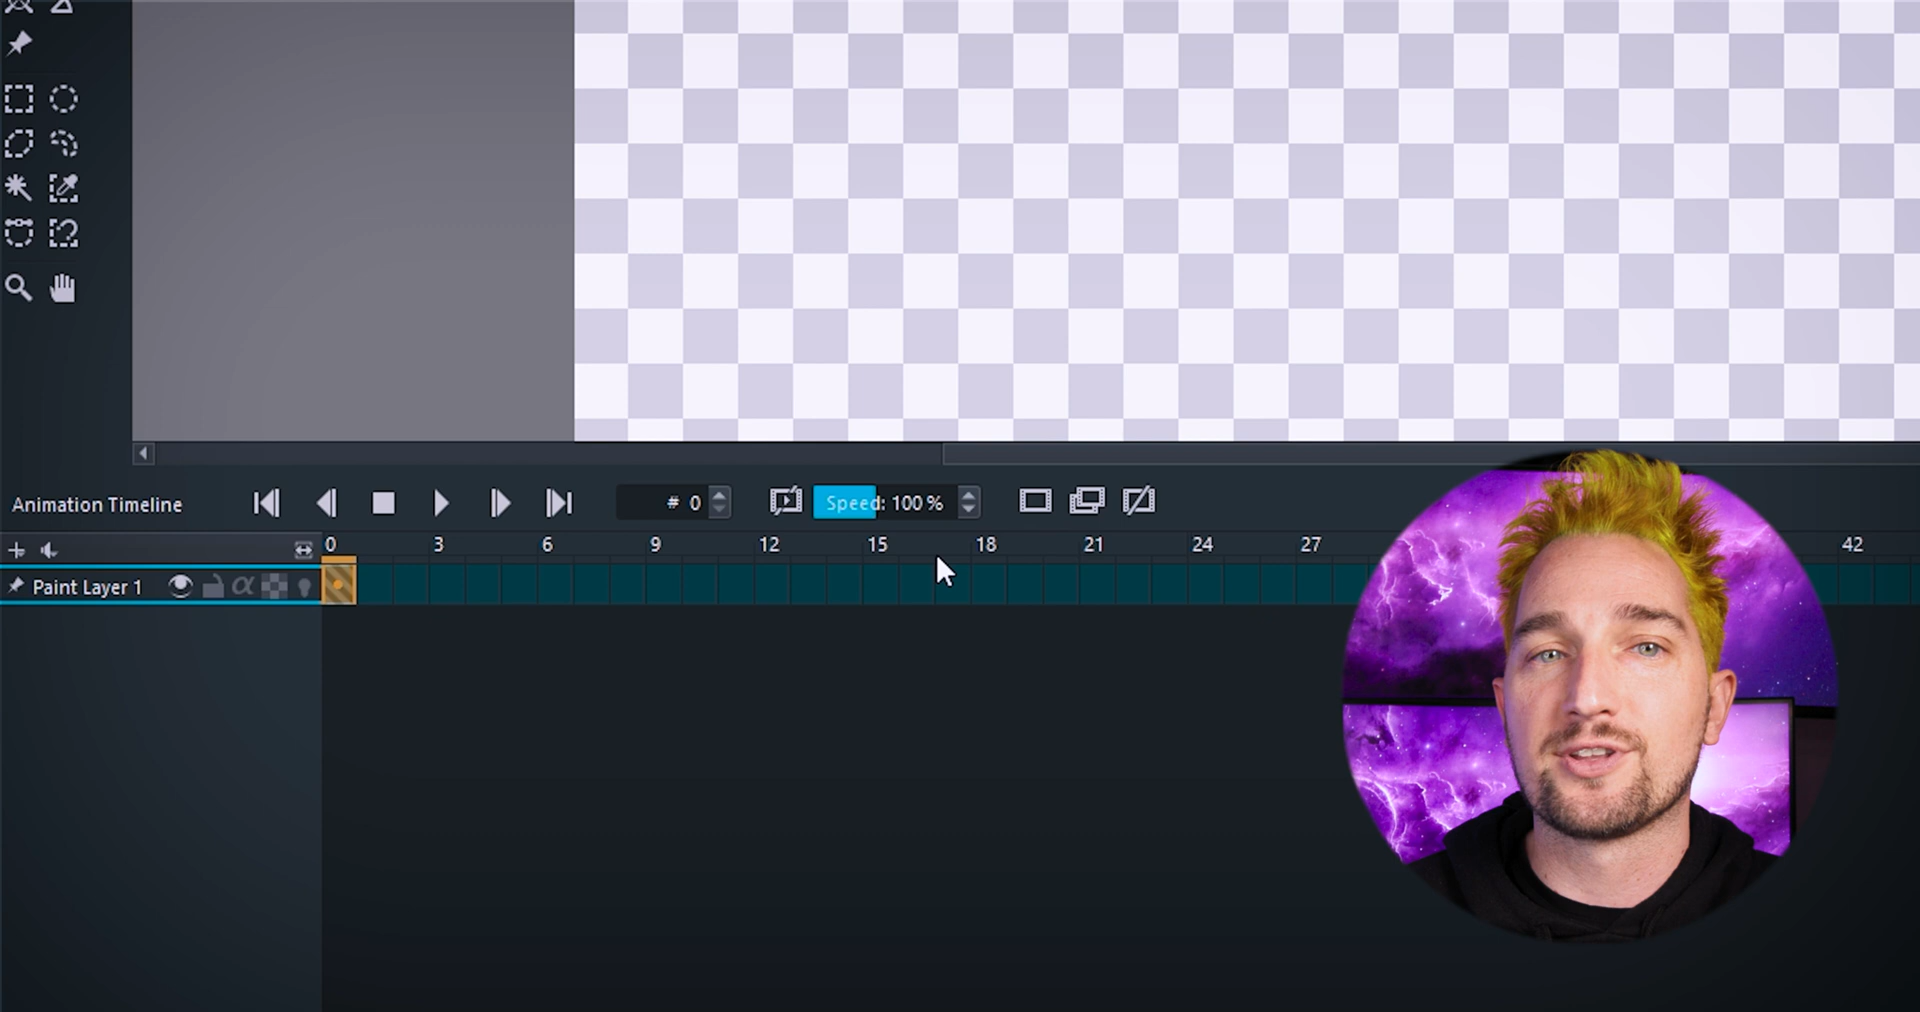 Animation Timeline # 0 Speed: 100 %
0 3 6 9 12 15 18 21 24 27 42
Paint Layer 1 α